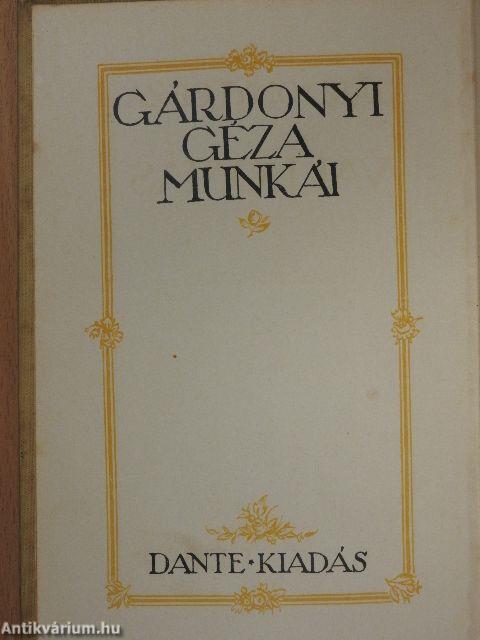 GÁRDONYI
GÉZA
MUNKÁI
DANTE·KIADÁS
Antikvárium.hu